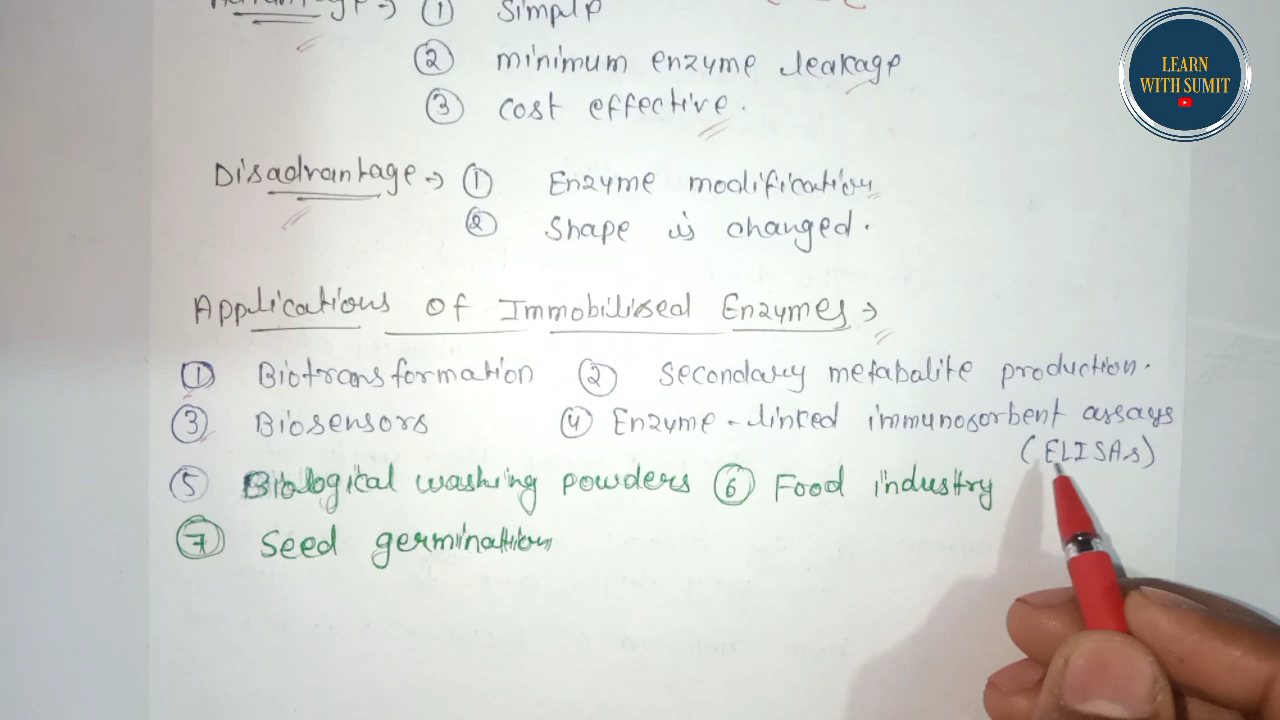 ① Simple
② minimum enzyme leakage
③ cost effective.
LEARN
WITH SUMIT
Disadvantage → ① Enzyme modification
② Shape is changed.
Applications of Immobilised Enzymes →
① Biotransformation ② Secondary metabalite production.
③ Biosensors ④ Enzyme-linked immunosorbent assays
(ELISAs)
⑤ Biological washing powders ⑥ Food industry
⑦ Seed germination